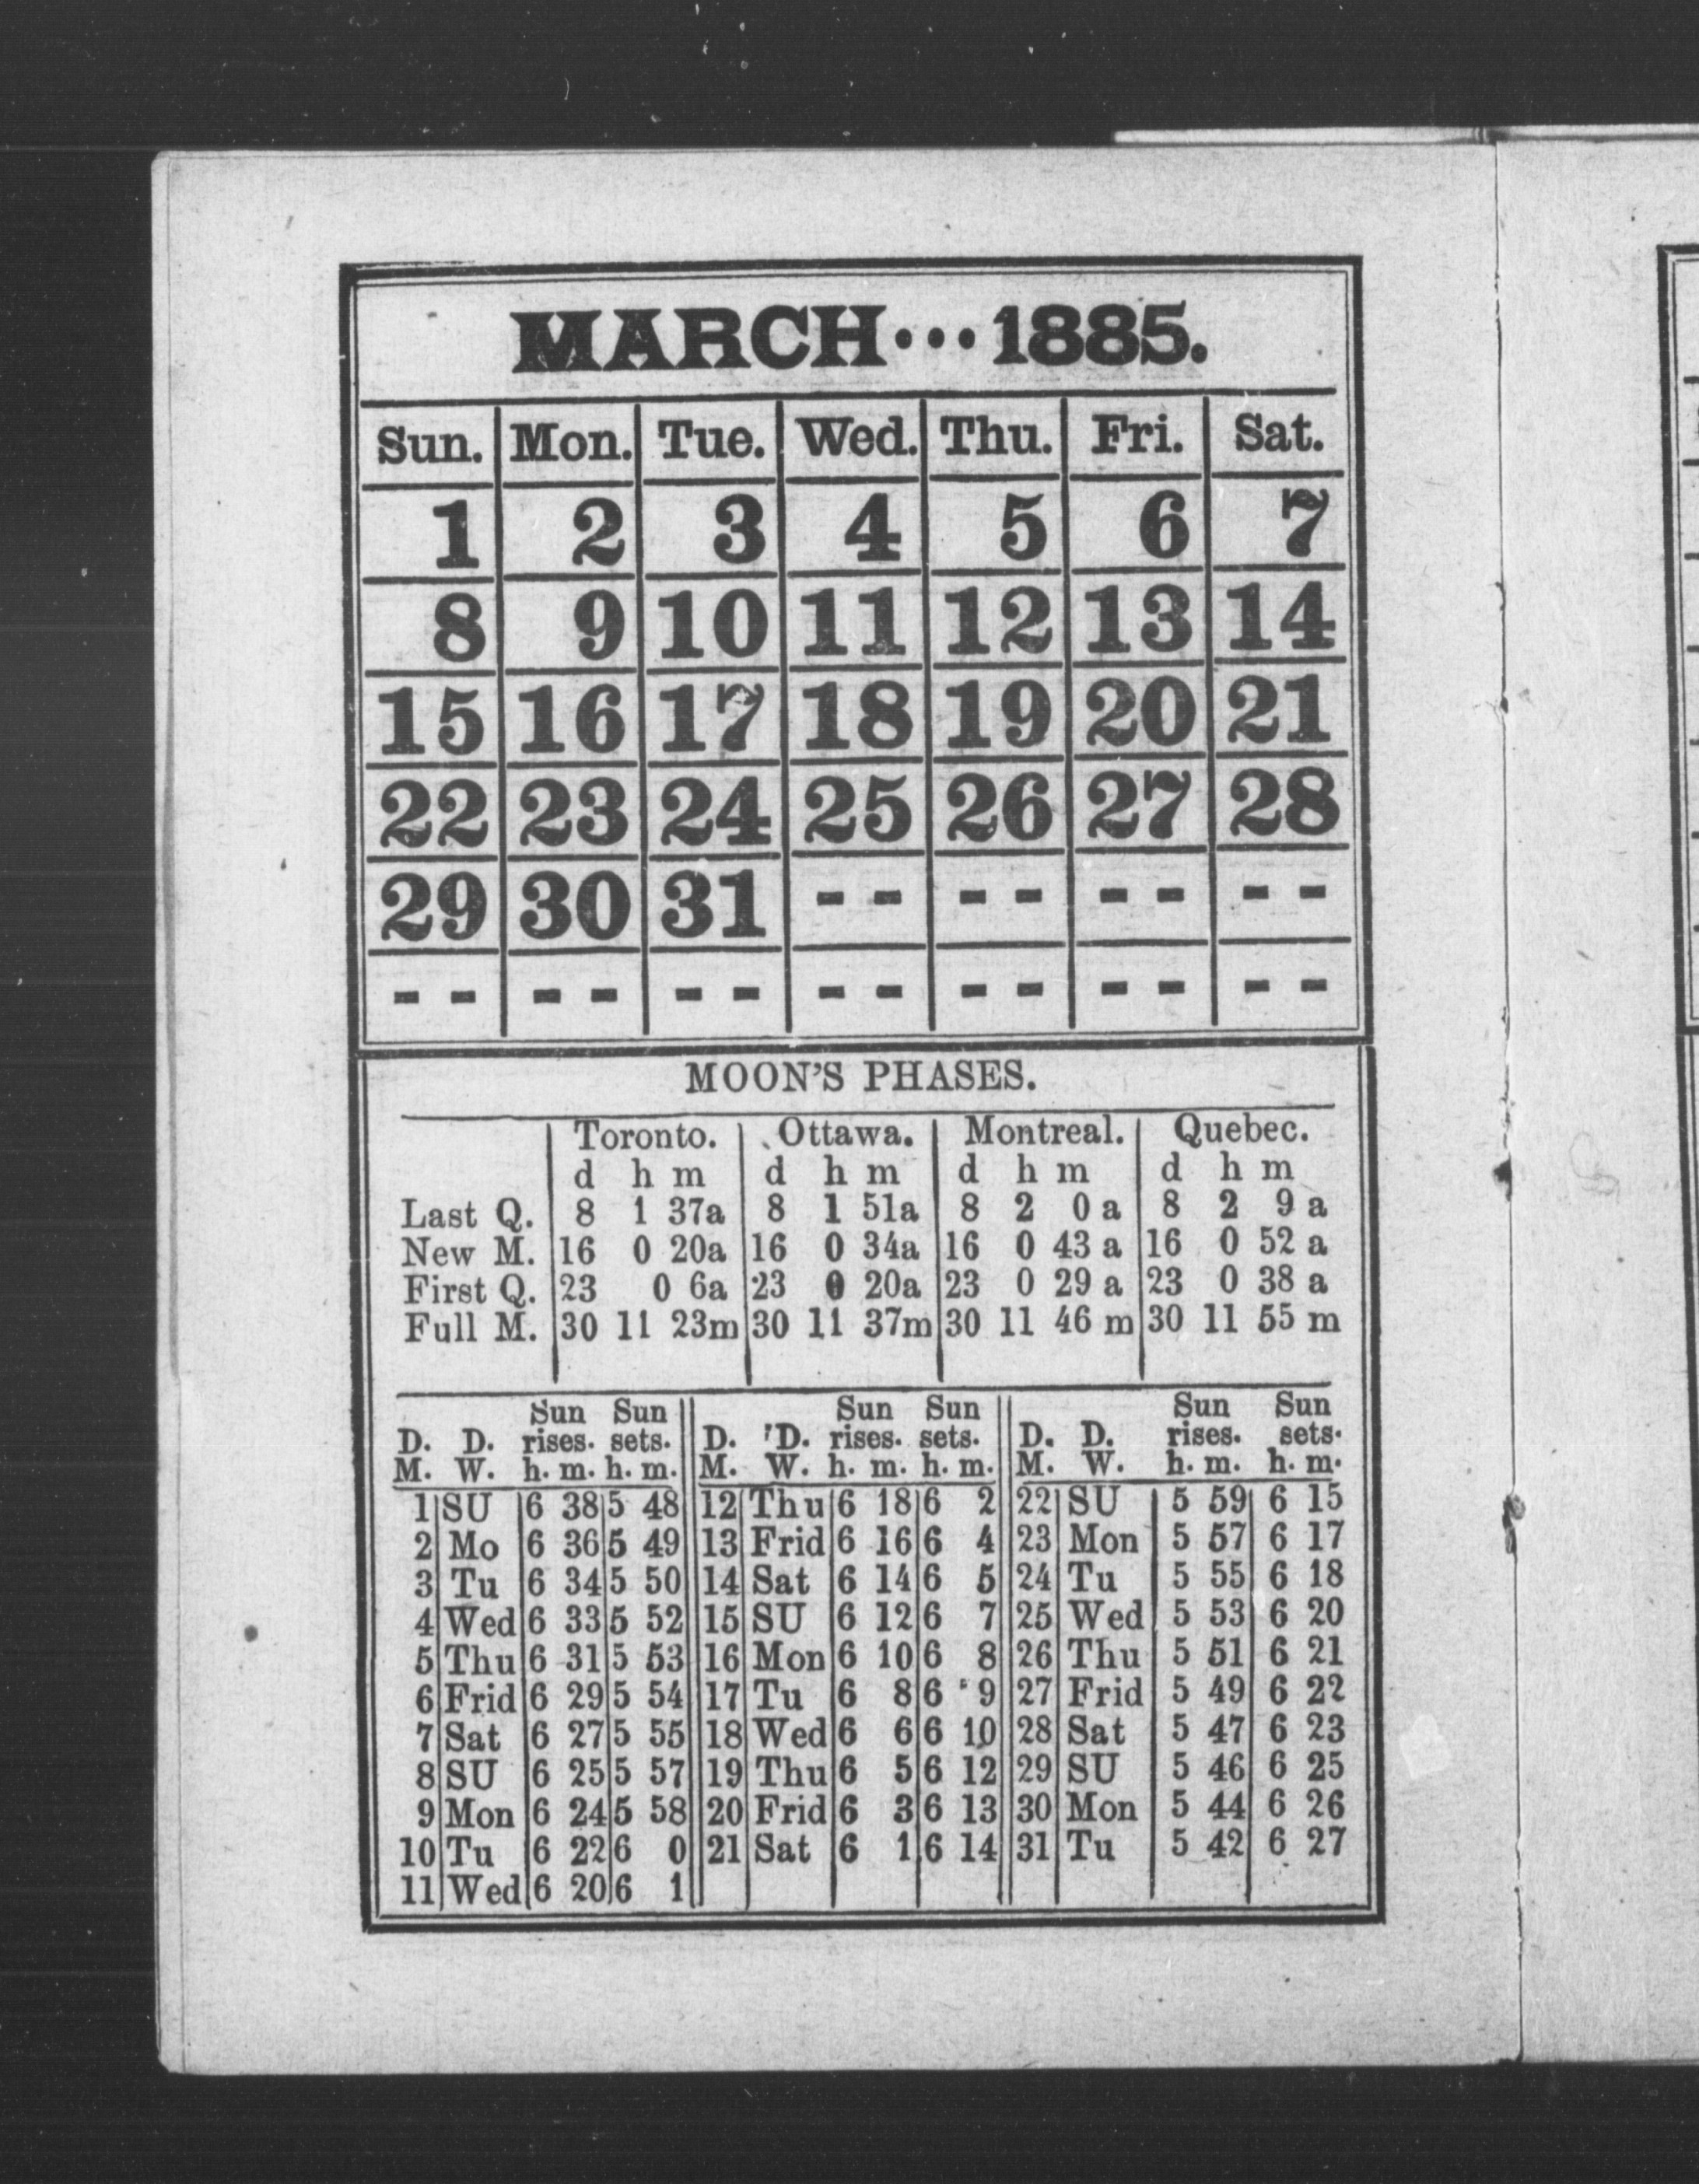 MARCH...1885.
Sun. Mon. Tue. Wed. Thu. Fri. Sat.
1 2 3 4 5 6 7
8 9 10 11 12 13 14
15 16 17 18 19 20 21
22 23 24 25 26 27 28
29 30 31 - - - - - - - -
- - - - - - - - - - - - - -
MOON'S PHASES.
Toronto. Ottawa. Montreal. Quebec.
d h m d h m d h m d h m
Last Q. 8 1 37a 8 1 51a 8 2 0 a 8 2 9 a
New M. 16 0 20a 16 0 34a 16 0 43 a 16 0 52 a
First Q. 23 0 6a 23 0 20a 23 0 29 a 23 0 38 a
Full M. 30 11 23m 30 11 37m 30 11 46 m 30 11 55 m
Sun Sun Sun Sun Sun Sun
D. D. rises. sets. D. D. rises. sets. D. D. rises. sets.
M. W. h. m. h. m. M. W. h. m. h. m. M. W. h. m. h. m.
1 SU 6 38 5 48 12 Thu 6 18 6 2 22 SU 5 59 6 15
2 Mo 6 36 5 49 13 Frid 6 16 6 4 23 Mon 5 57 6 17
3 Tu 6 34 5 50 14 Sat 6 14 6 5 24 Tu 5 55 6 18
4 Wed 6 33 5 52 15 SU 6 12 6 7 25 Wed 5 53 6 20
5 Thu 6 31 5 53 16 Mon 6 10 6 8 26 Thu 5 51 6 21
6 Frid 6 29 5 54 17 Tu 6 8 6 9 27 Frid 5 49 6 22
7 Sat 6 27 5 55 18 Wed 6 6 6 10 28 Sat 5 47 6 23
8 SU 6 25 5 57 19 Thu 6 5 6 12 29 SU 5 46 6 25
9 Mon 6 24 5 58 20 Frid 6 3 6 13 30 Mon 5 44 6 26
10 Tu 6 22 6 0 21 Sat 6 1 6 14 31 Tu 5 42 6 27
11 Wed 6 20 6 1